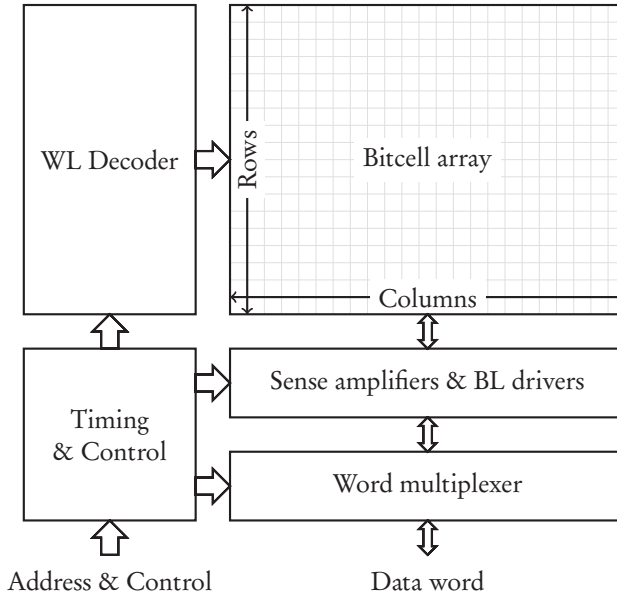 WL Decoder
Rows
Bitcell array
Columns
Timing
& Control
Sense amplifiers & BL drivers
Word multiplexer
Address & Control
Data word